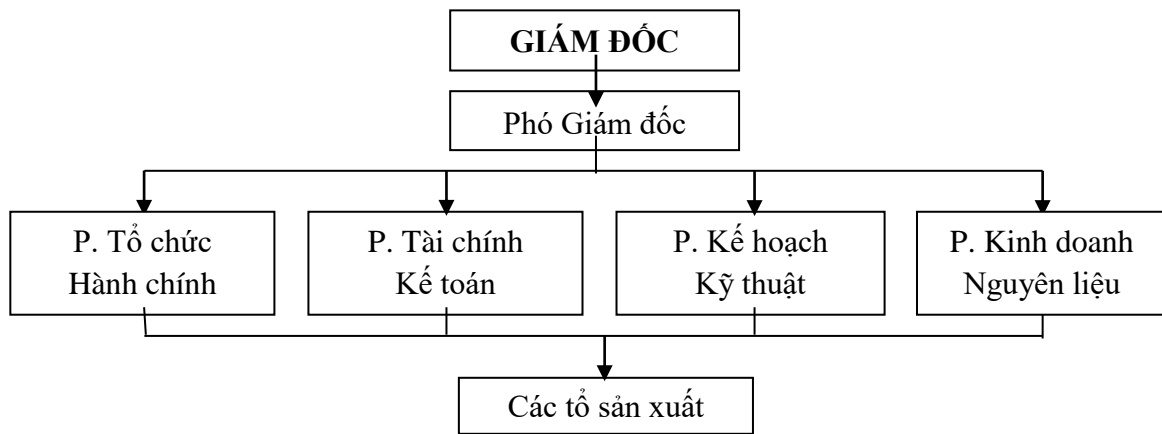 GIÁM ĐỐC
Phó Giám đốc
P. Tổ chức
Hành chính
P. Tài chính
Kế toán
P. Kế hoạch
Kỹ thuật
P. Kinh doanh
Nguyên liệu
Các tổ sản xuất